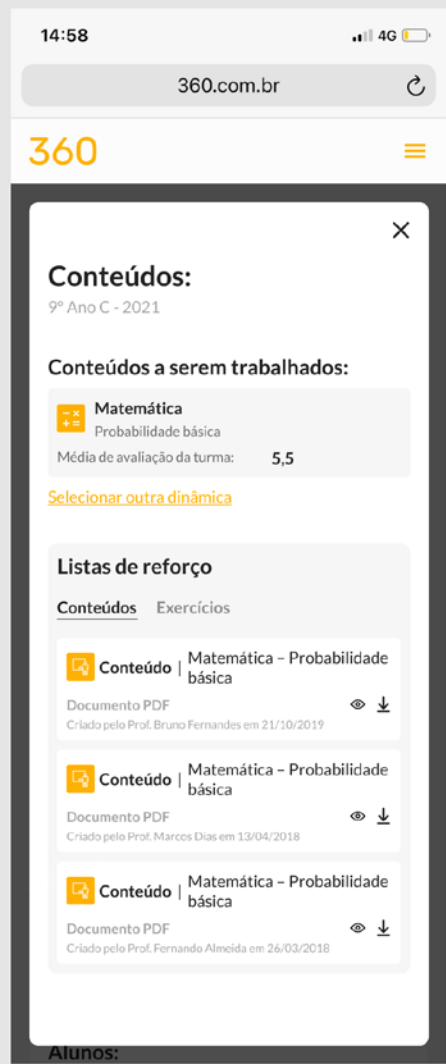 14:58
4G
360.com.br
360
Conteúdos:
9º Ano C - 2021
Conteúdos a serem trabalhados:
Matemática
Probabilidade básica
Média de avaliação da turma: 5,5
Selecionar outra dinâmica
Listas de reforço
Conteúdos Exercícios
Conteúdo | Matemática – Probabilidade
básica
Documento PDF
Criado pelo Prof. Bruno Fernandes em 21/10/2019
Conteúdo | Matemática – Probabilidade
básica
Documento PDF
Criado pelo Prof. Marcos Dias em 13/04/2018
Conteúdo | Matemática – Probabilidade
básica
Documento PDF
Criado pelo Prof. Fernando Almeida em 26/03/2018
Alunos: